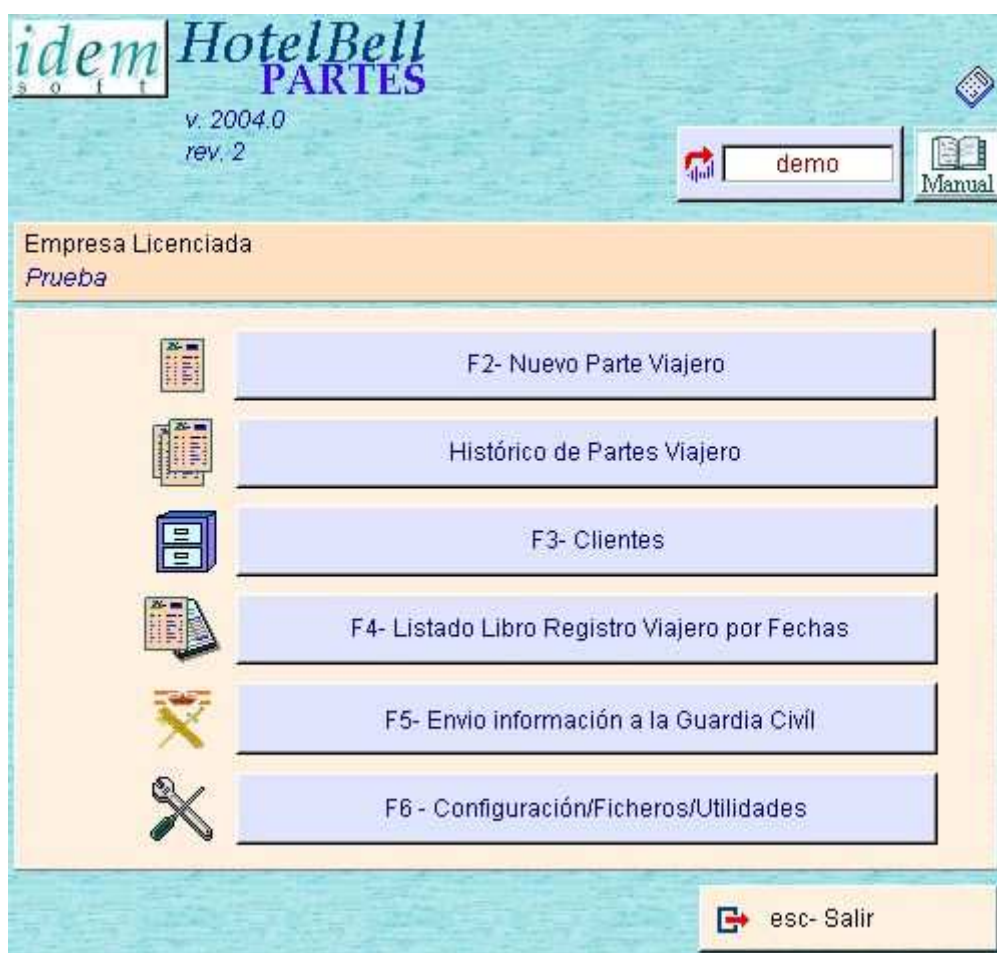 idem
soft
HotelBell
PARTES
v. 2004.0
rev. 2
demo
Manual
Empresa Licenciada
Prueba
F2- Nuevo Parte Viajero
Histórico de Partes Viajero
F3- Clientes
F4- Listado Libro Registro Viajero por Fechas
F5- Envio información a la Guardia Civíl
F6 - Configuración/Ficheros/Utilidades
esc- Salir